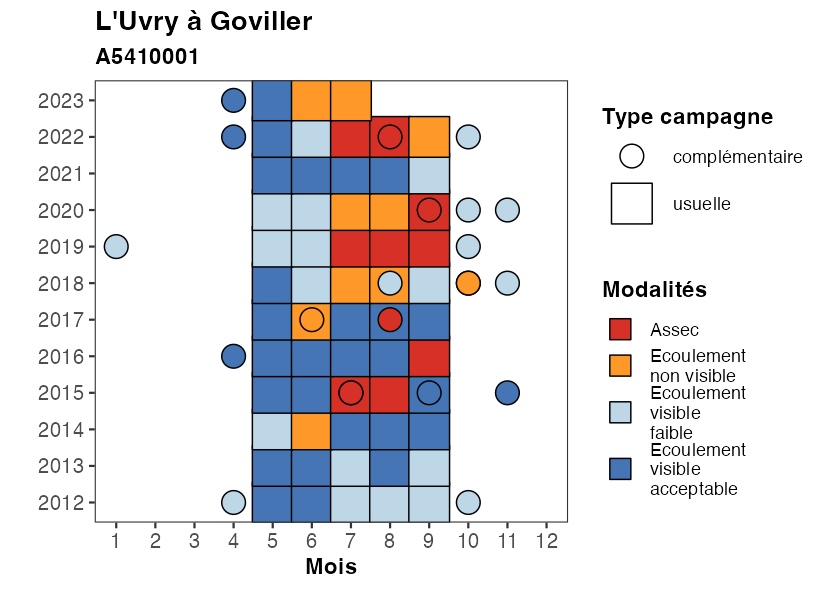 L'Uvry à Goviller
A5410001
2023
2022
2021
2020
2019
2018
2017
2016
2015
2014
2013
2012
1 2 3 4 5 6 7 8 9 10 11 12
Mois
Type campagne
complémentaire
usuelle
Modalités
Assec
Ecoulement
non visible
Ecoulement
visible
faible
Ecoulement
visible
acceptable